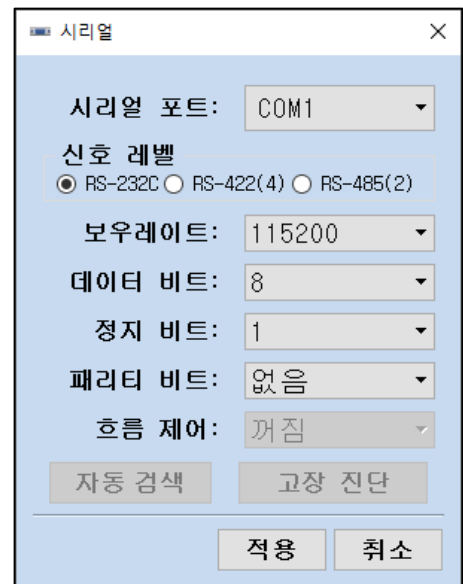 시리얼
시리얼 포트: COM1
신호 레벨
RS-232C RS-422(4) RS-485(2)
보우레이트: 115200
데이터 비트: 8
정지 비트: 1
패리티 비트: 없음
흐름 제어: 꺼짐
자동 검색 고장 진단
적용 취소